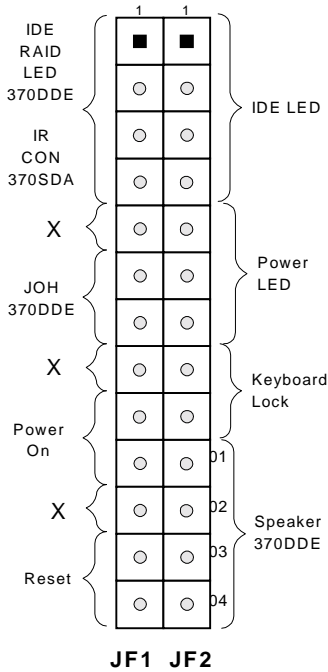 1 1
IDE
RAID
LED
370DDE
IR
CON
370SDA
X
JOH
370DDE
X
Power
On
X
Reset
IDE LED
Power
LED
Keyboard
Lock
01
02
03
04
Speaker
370DDE
JF1 JF2